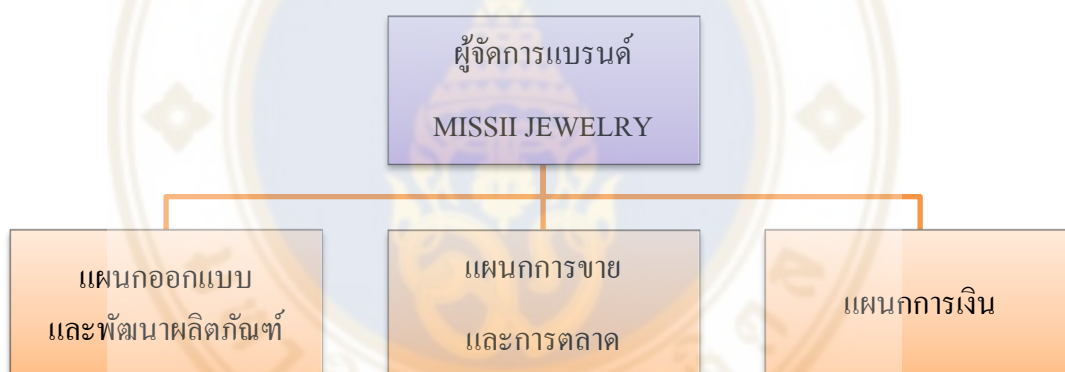 ผู้จัดการแบรนด์
MISSII JEWELRY
แผนกออกแบบ
และพัฒนาผลิตภัณฑ์
แผนกการขาย
และการตลาด
แผนกการเงิน